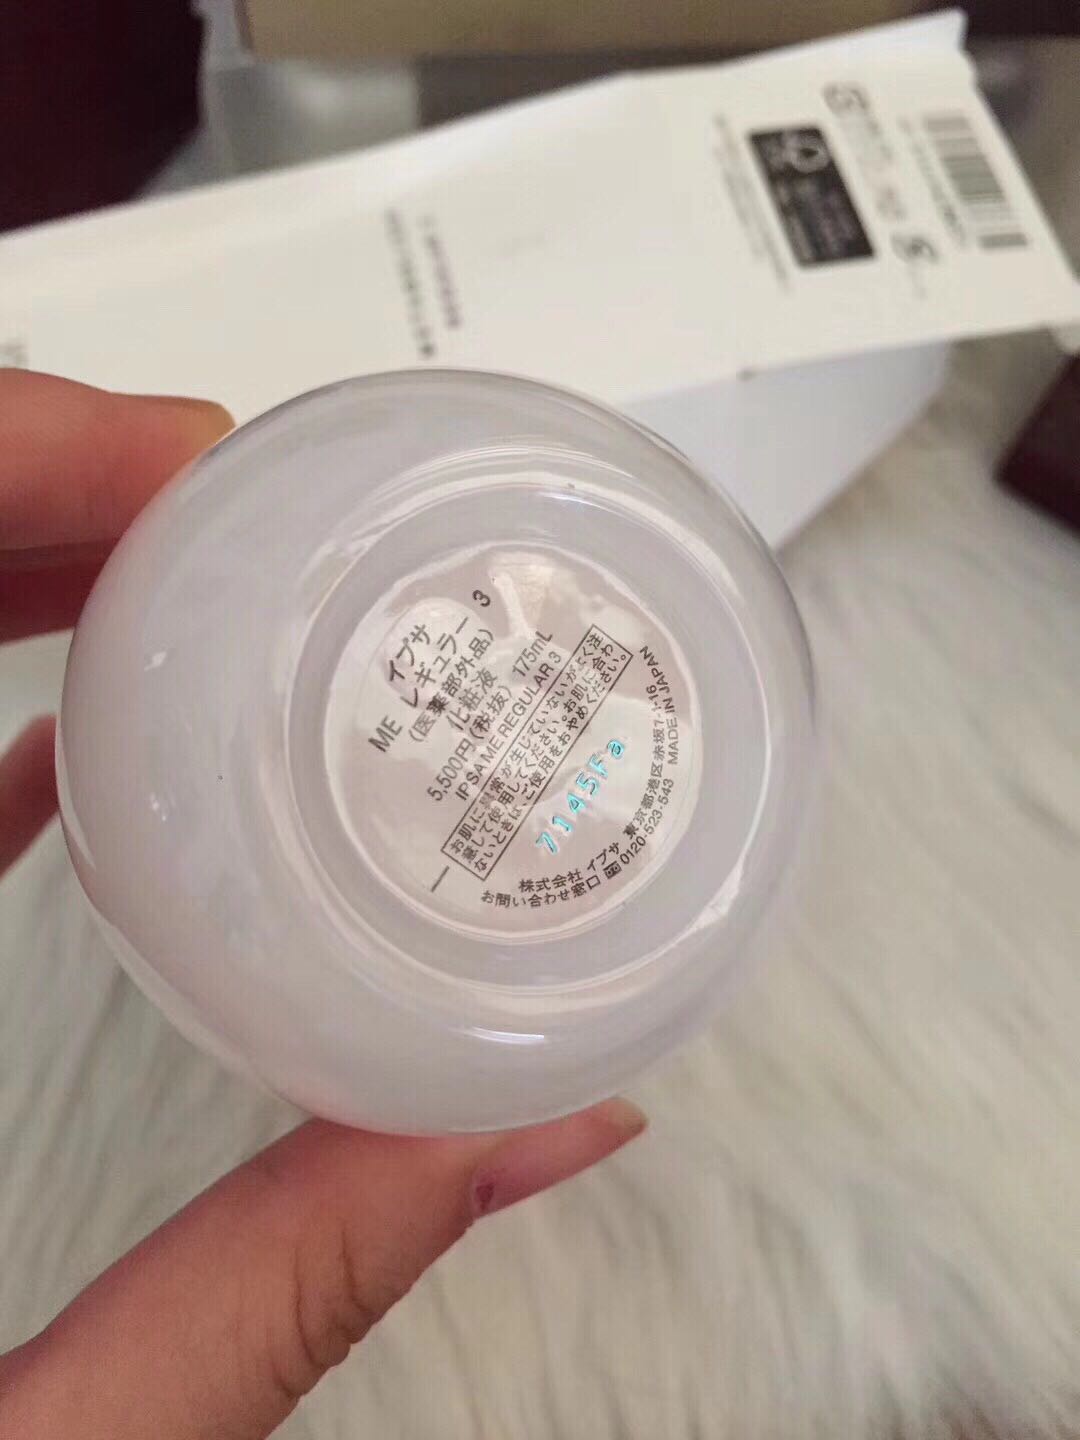 イプサ
ME レギュラー 3
(医薬部外品)
化粧液
5,500円(税抜) 175mL
IPSA ME REGULAR 3
お肌に異常が生じていないかよく注
意して使用してください。お肌に合わ
ないときは、ご使用をおやめください。
7145Fa
株式会社 イプサ 東京都港区赤坂7-1-16
お問い合わせ窓口 0120-523-543 MADE IN JAPAN